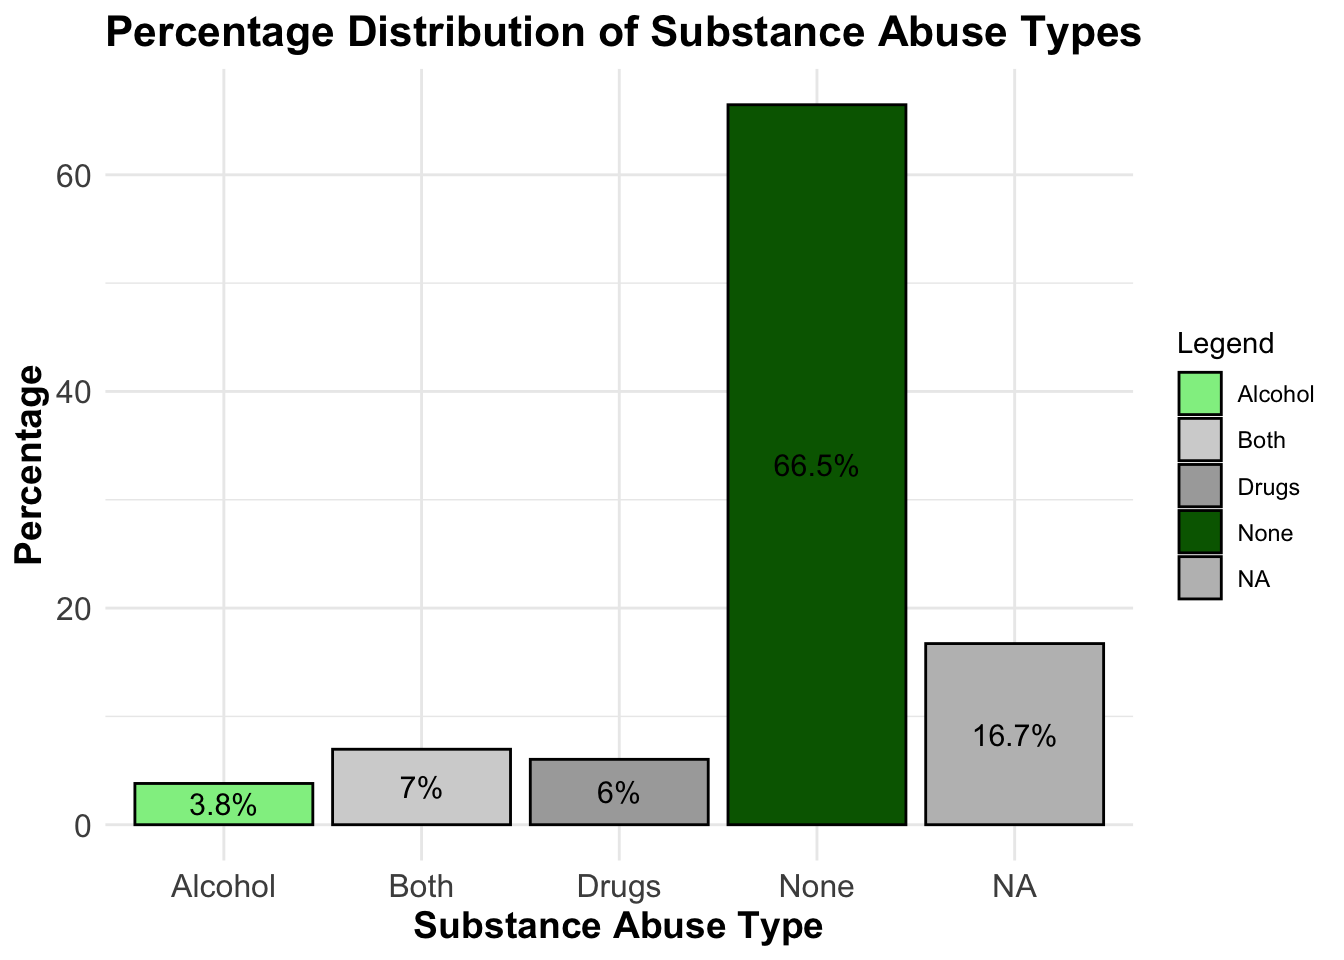 Percentage Distribution of Substance Abuse Types
Percentage
60
40
20
0
66.5%
16.7%
7%
6%
3.8%
Alcohol
Both
Drugs
None
NA
Substance Abuse Type
Legend
Alcohol
Both
Drugs
None
NA